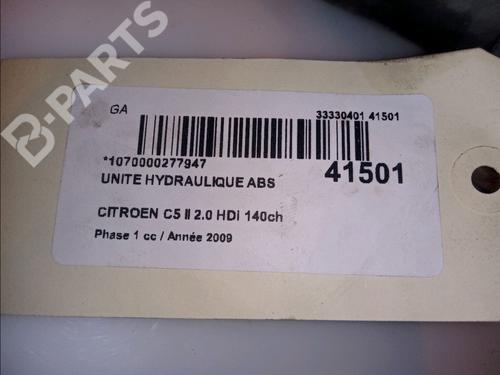 B-PARTS
GA
33330401 41501
*1070000277947
41501
UNITE HYDRAULIQUE ABS
CITROEN C5 II 2.0 HDi 140ch
Phase 1 cc / Année 2009